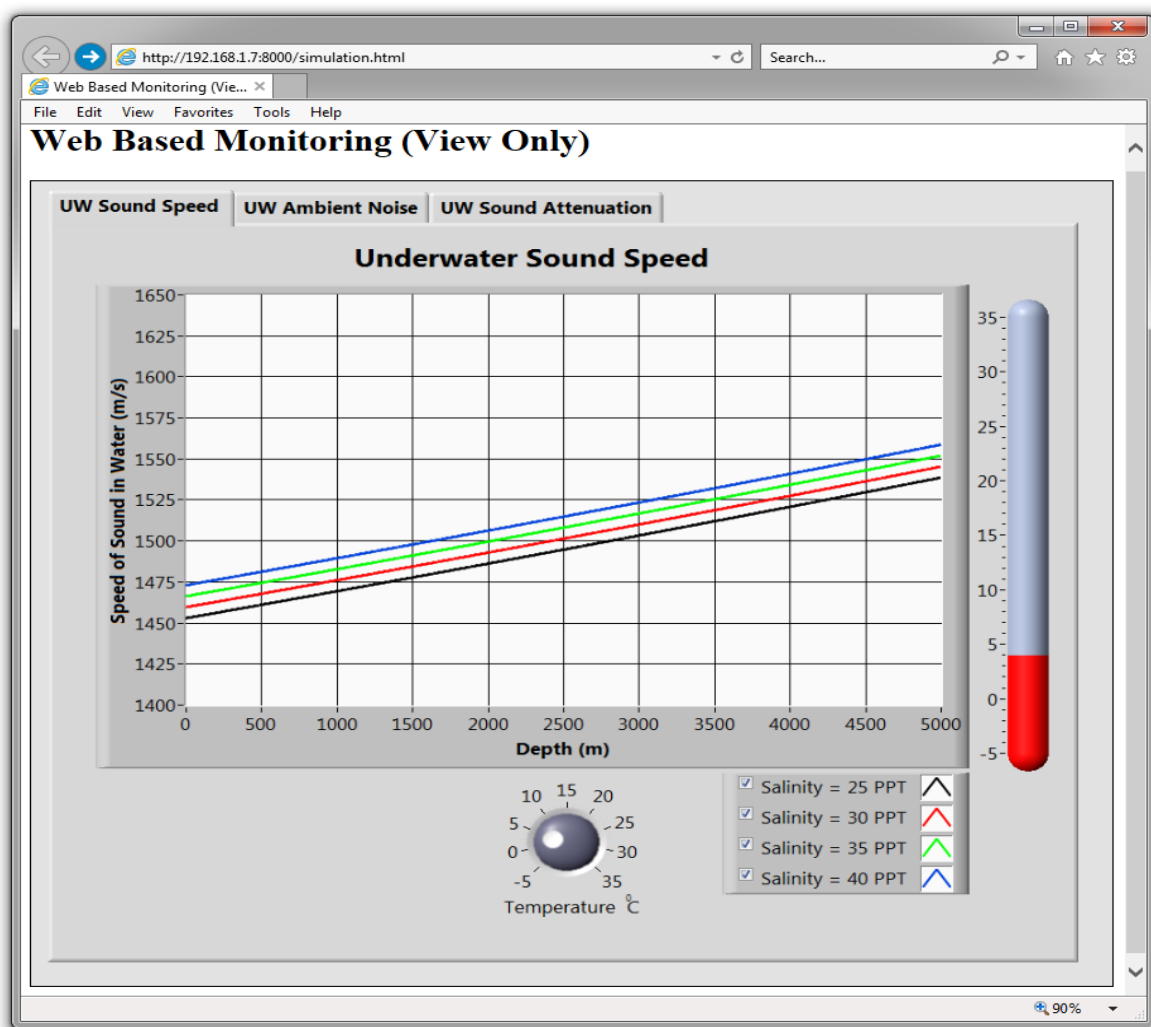 http://192.168.1.7:8000/simulation.html
Search...
Web Based Monitoring (Vie...
File Edit View Favorites Tools Help
Web Based Monitoring (View Only)
UW Sound Speed UW Ambient Noise UW Sound Attenuation
Underwater Sound Speed
Speed of Sound in Water (m/s)
1650
1625
1600
1575
1550
1525
1500
1475
1450
1425
1400
0 500 1000 1500 2000 2500 3000 3500 4000 4500 5000
Depth (m)
35
30
25
20
15
10
5
0
-5
-5 0 5 10 15 20 25 30 35
Temperature °C
Salinity = 25 PPT
Salinity = 30 PPT
Salinity = 35 PPT
Salinity = 40 PPT
90%